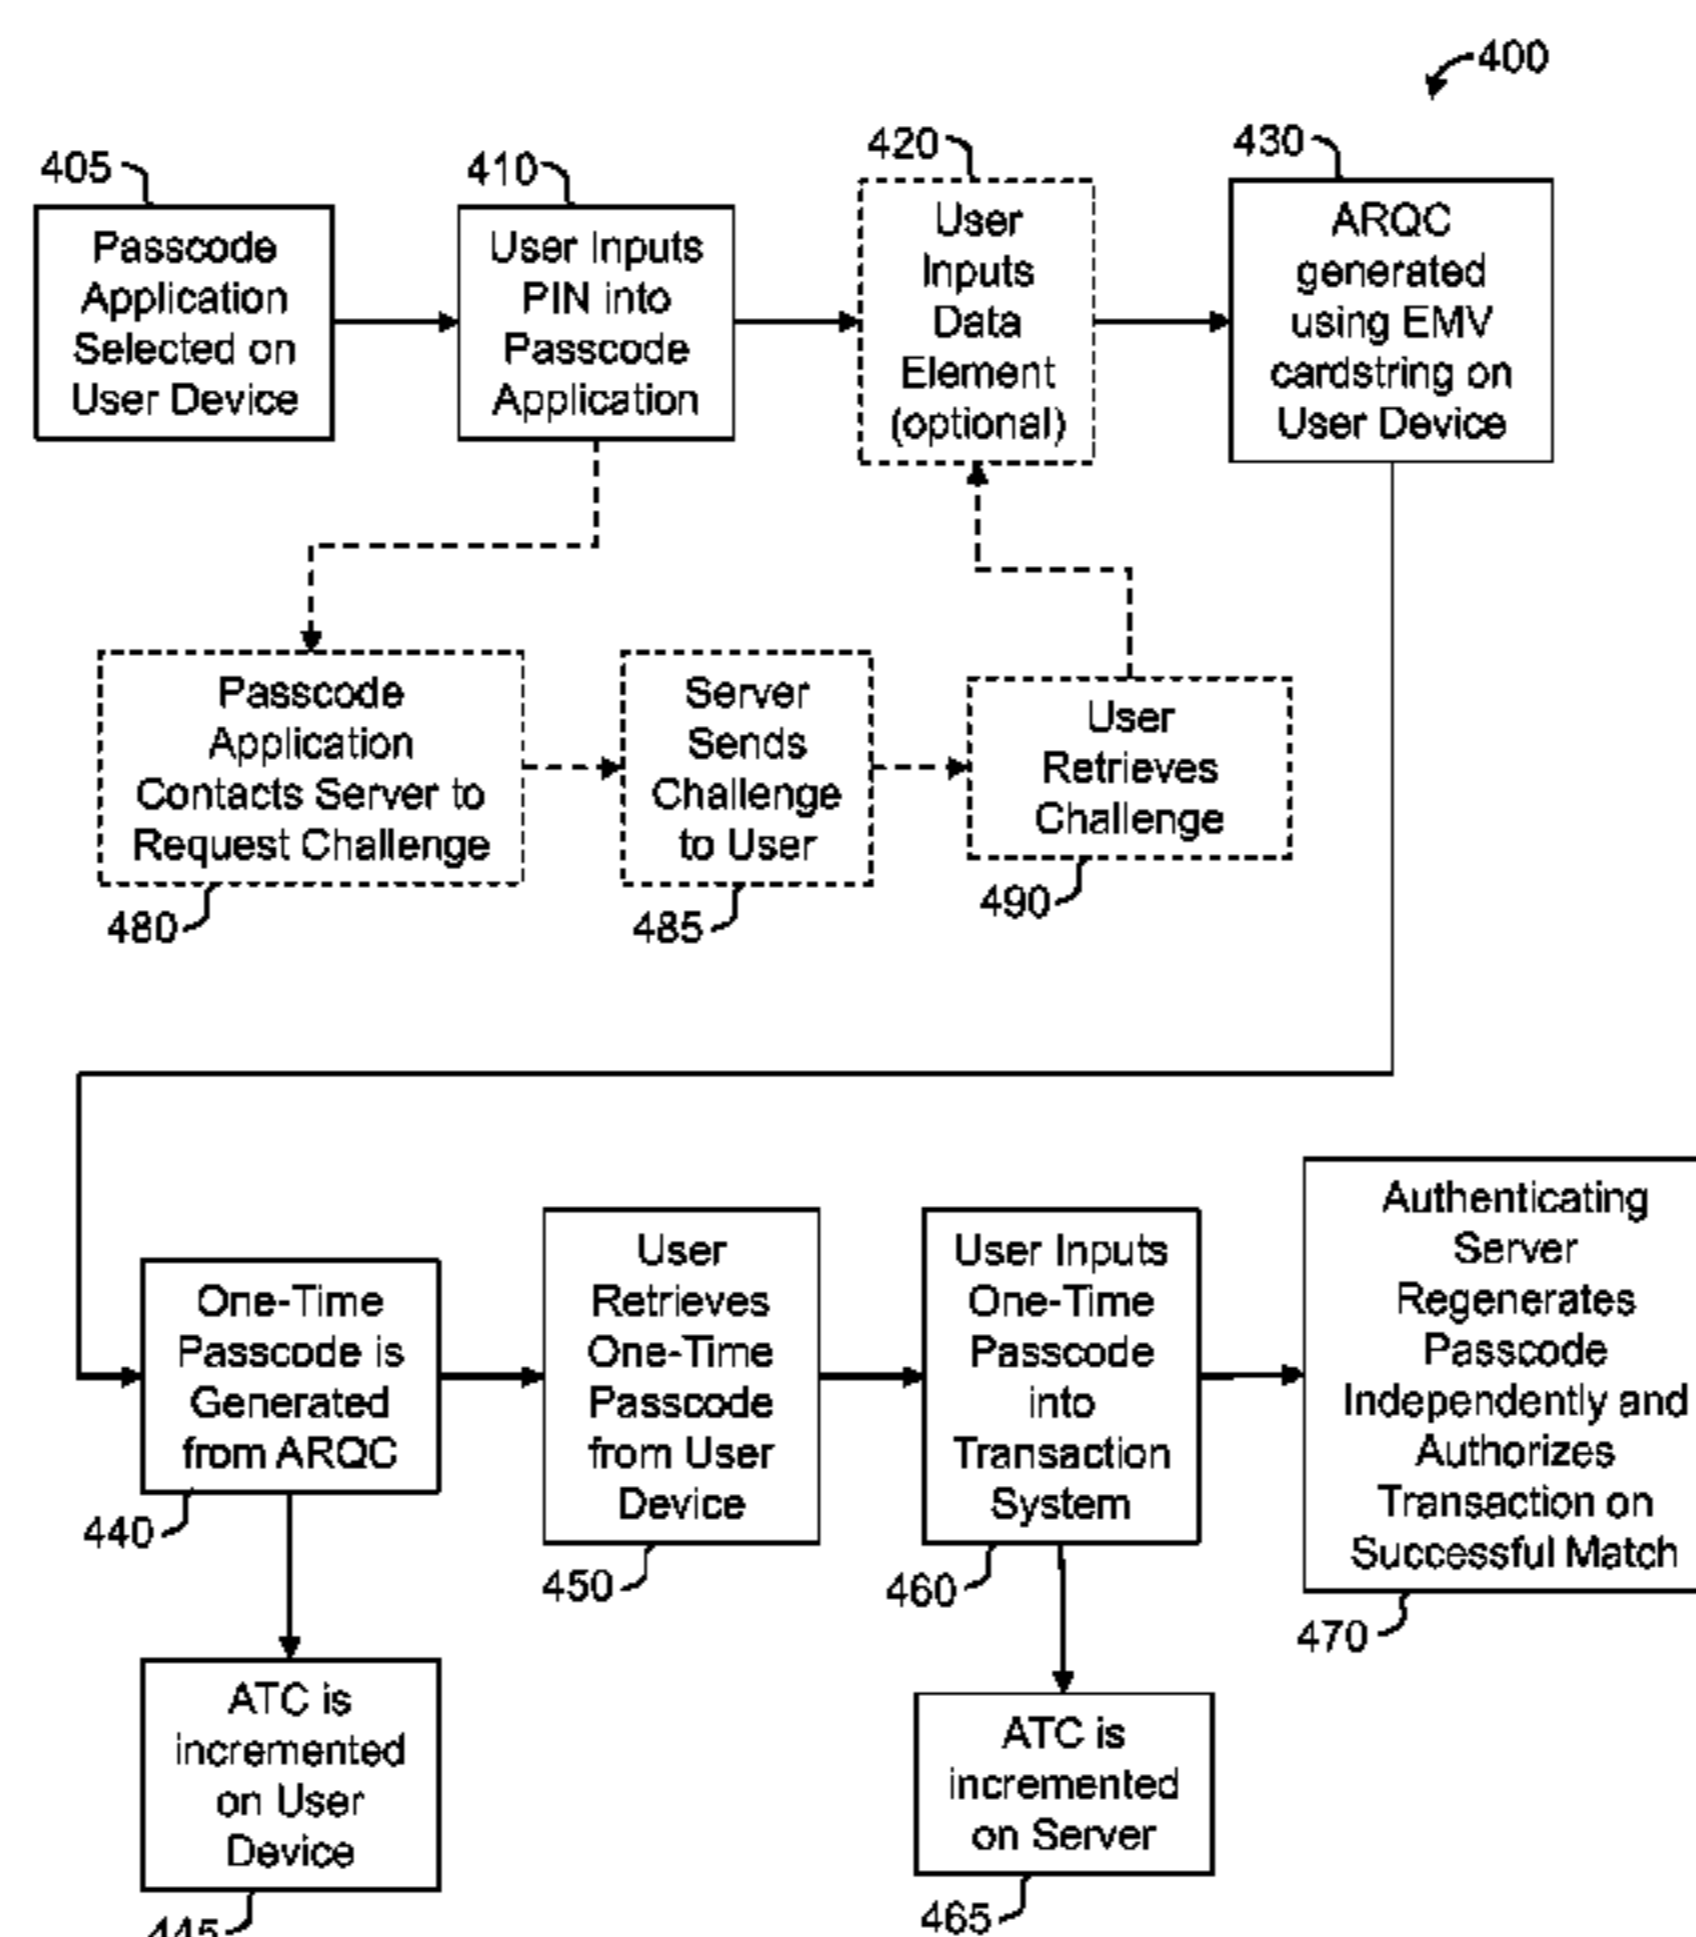 400
405
Passcode
Application
Selected on
User Device
410
User Inputs
PIN into
Passcode
Application
420
User
Inputs
Data
Element
(optional)
430
ARQC
generated
using EMV
cardstring on
User Device
Passcode
Application
Contacts Server to
Request Challenge
480
Server
Sends
Challenge
to User
485
User
Retrieves
Challenge
490
One-Time
Passcode is
Generated
from ARQC
440
User
Retrieves
One-Time
Passcode
from User
Device
450
User Inputs
One-Time
Passcode
into
Transaction
System
460
Authenticating
Server
Regenerates
Passcode
Independently and
Authorizes
Transaction on
Successful Match
470
ATC is
incremented
on User
Device
445
ATC is
incremented
on Server
465